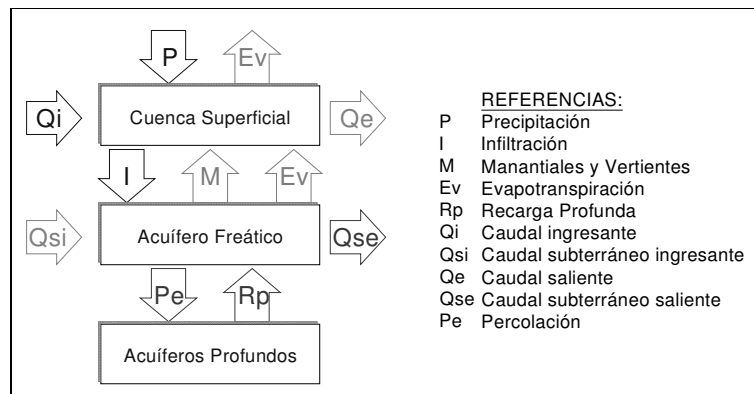 P
Ev
Qi
Cuenca Superficial
Qe
I
M
Ev
Qsi
Acuífero Freático
Qse
Pe
Rp
Acuíferos Profundos
REFERENCIAS:
P Precipitación
I Infiltración
M Manantiales y Vertientes
Ev Evapotranspiración
Rp Recarga Profunda
Qi Caudal ingresante
Qsi Caudal subterráneo ingresante
Qe Caudal saliente
Qse Caudal subterráneo saliente
Pe Percolación